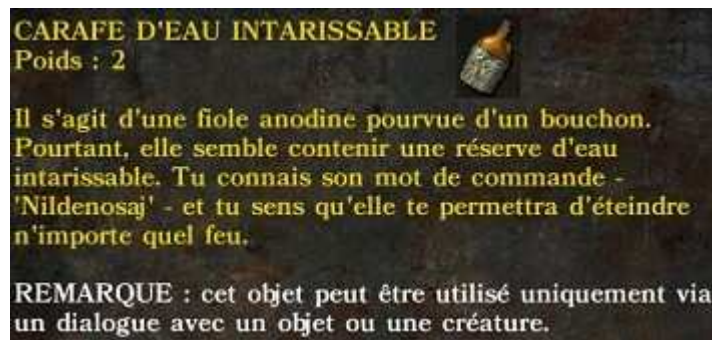 CARAFE D'EAU INTARISSABLE
Poids : 2
Il s'agit d'une fiole anodine pourvue d'un bouchon.
Pourtant, elle semble contenir une réserve d'eau
intarissable. Tu connais son mot de commande -
'Nildenosaj' - et tu sens qu'elle te permettra d'éteindre
n'importe quel feu.
REMARQUE : cet objet peut être utilisé uniquement via
un dialogue avec un objet ou une créature.